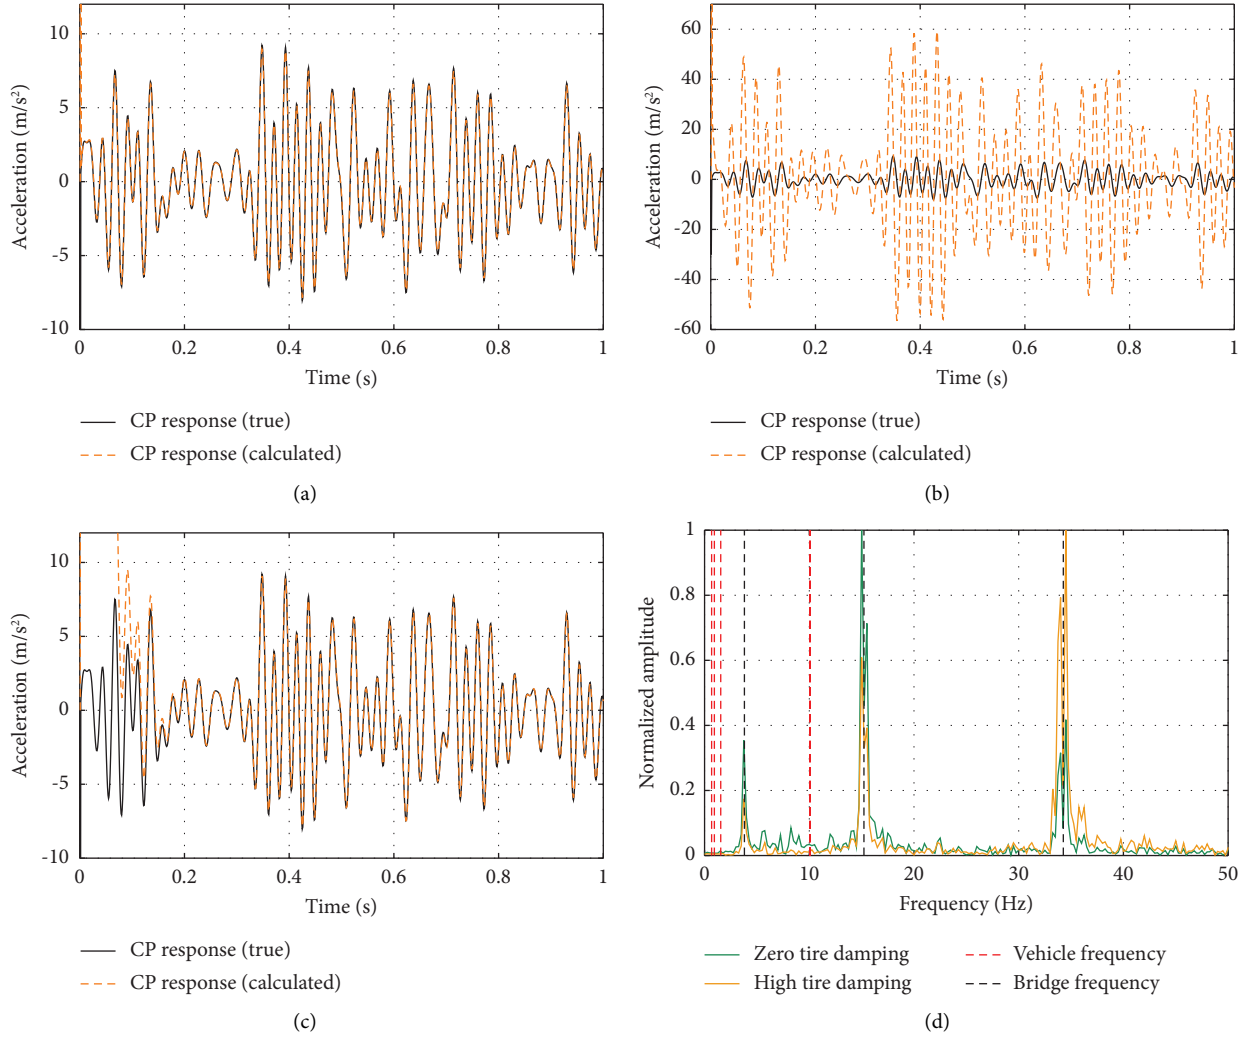 10
5
0
-5
-10
Acceleration (m/s²)
0 0.2 0.4 0.6 0.8 1
Time (s)
CP response (true)
CP response (calculated)
(a)
60
40
20
0
-20
-40
-60
Acceleration (m/s²)
0 0.2 0.4 0.6 0.8 1
Time (s)
CP response (true)
CP response (calculated)
(b)
10
5
0
-5
-10
Acceleration (m/s²)
0 0.2 0.4 0.6 0.8 1
Time (s)
CP response (true)
CP response (calculated)
(c)
1
0.8
0.6
0.4
0.2
0
Normalized amplitude
0 10 20 30 40 50
Frequency (Hz)
Zero tire damping
High tire damping
Vehicle frequency
Bridge frequency
(d)